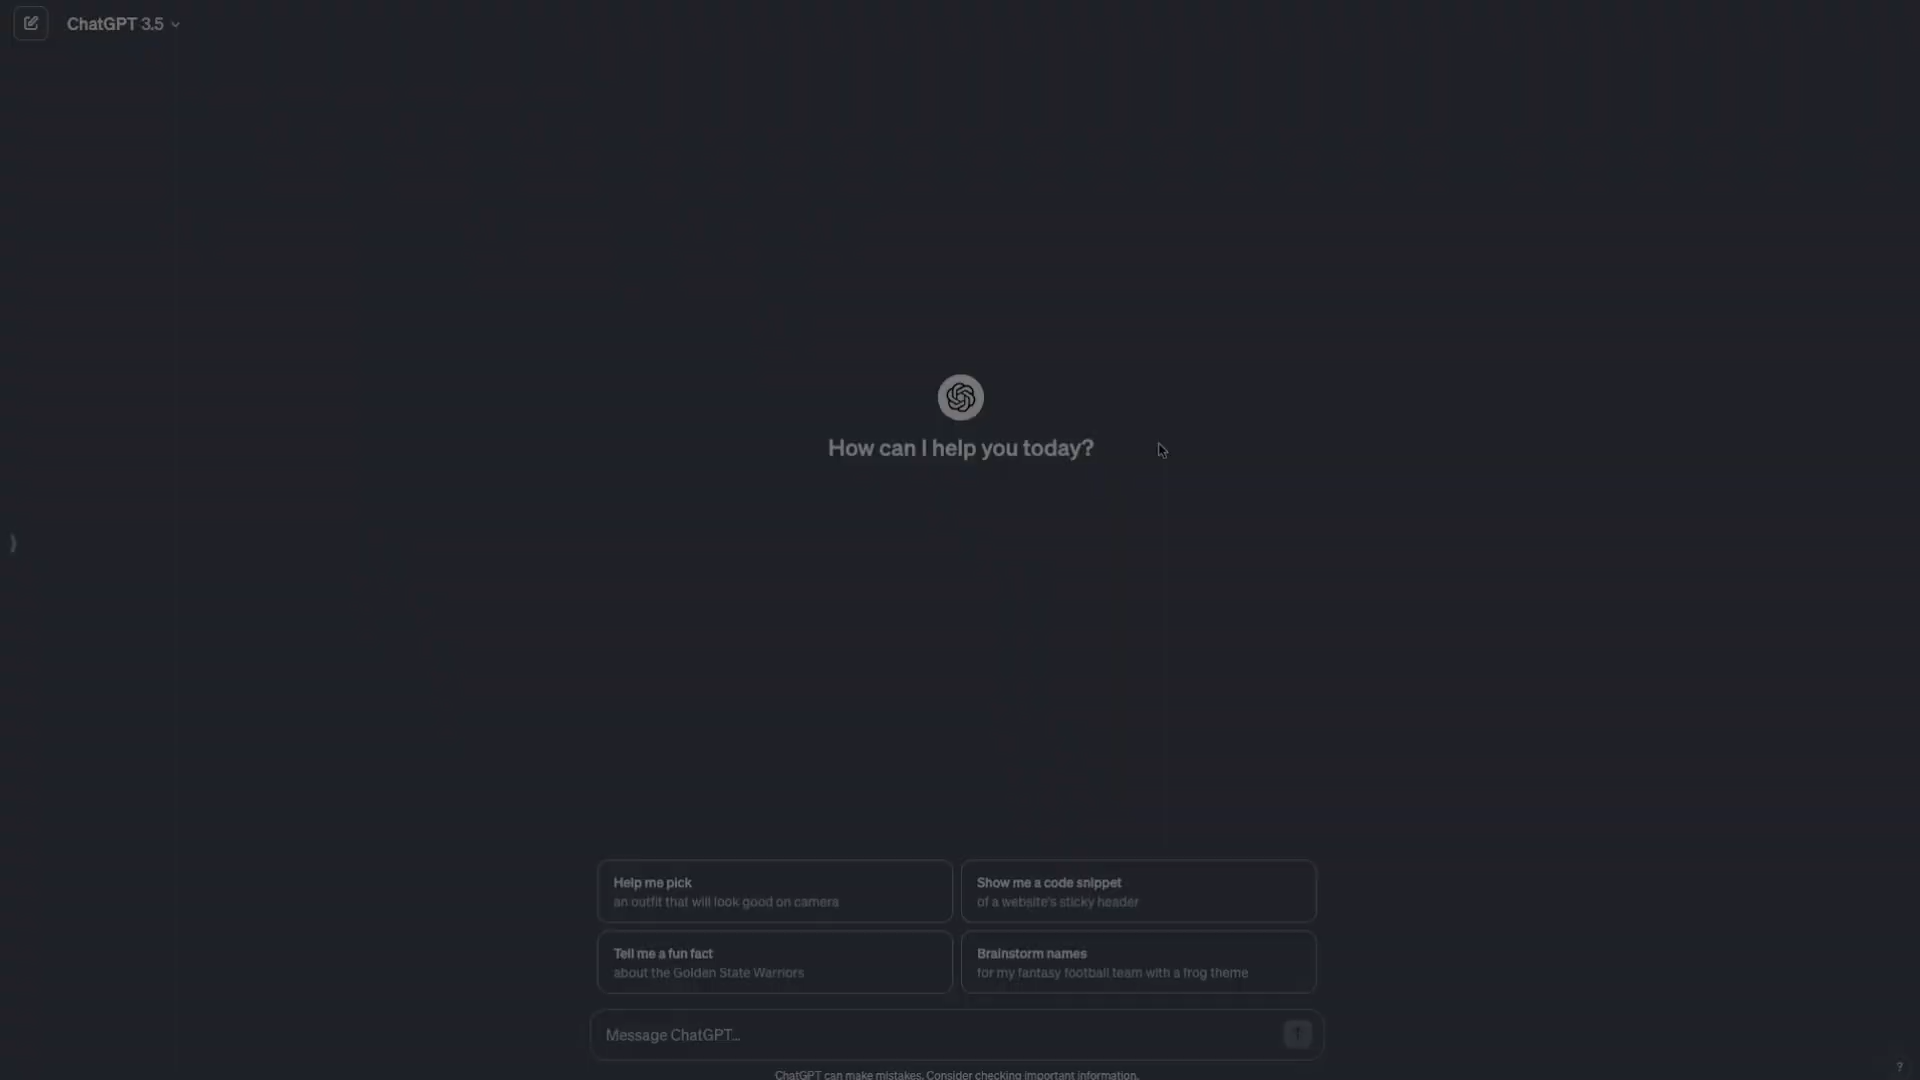 ChatGPT 3.5
How can I help you today?
Help me pick
an outfit that will look good on camera
Show me a code snippet
of a website's sticky header
Tell me a fun fact
about the Golden State Warriors
Brainstorm names
for my fantasy football team with a frog theme
Message ChatGPT...
ChatGPT can make mistakes. Consider checking important information.
?